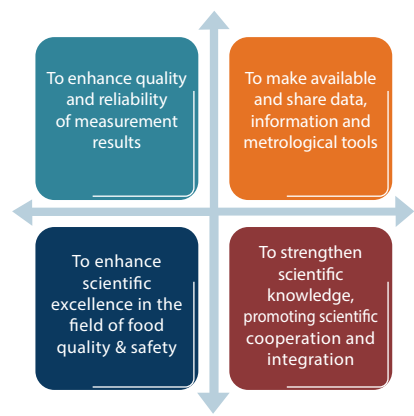 To enhance quality
and reliability
of measurement
results
To make available
and share data,
information and
metrological tools
To enhance
scientific
excellence in the
field of food
quality & safety
To strengthen
scientific
knowledge,
promoting scientific
cooperation and
integration